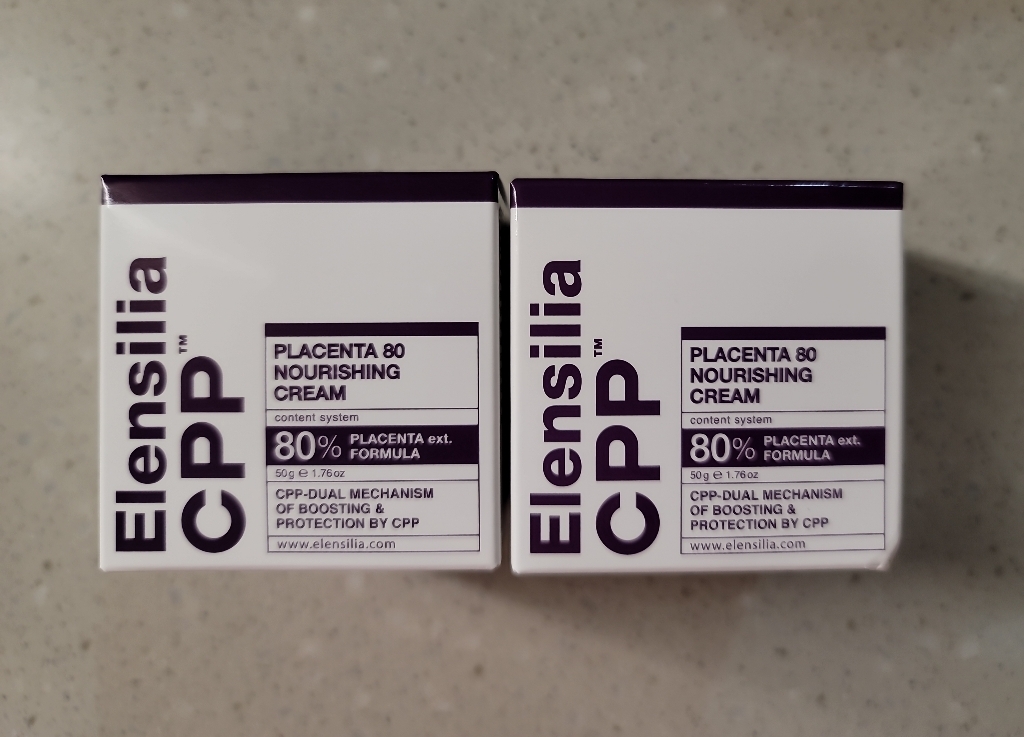 Elensilia
CPP™
PLACENTA 80
NOURISHING
CREAM
content system
80% PLACENTA ext.
FORMULA
50g ℮ 1.76oz
CPP-DUAL MECHANISM
OF BOOSTING &
PROTECTION BY CPP
www.elensilia.com
Elensilia
CPP™
PLACENTA 80
NOURISHING
CREAM
content system
80% PLACENTA ext.
FORMULA
50g ℮ 1.76oz
CPP-DUAL MECHANISM
OF BOOSTING &
PROTECTION BY CPP
www.elensilia.com